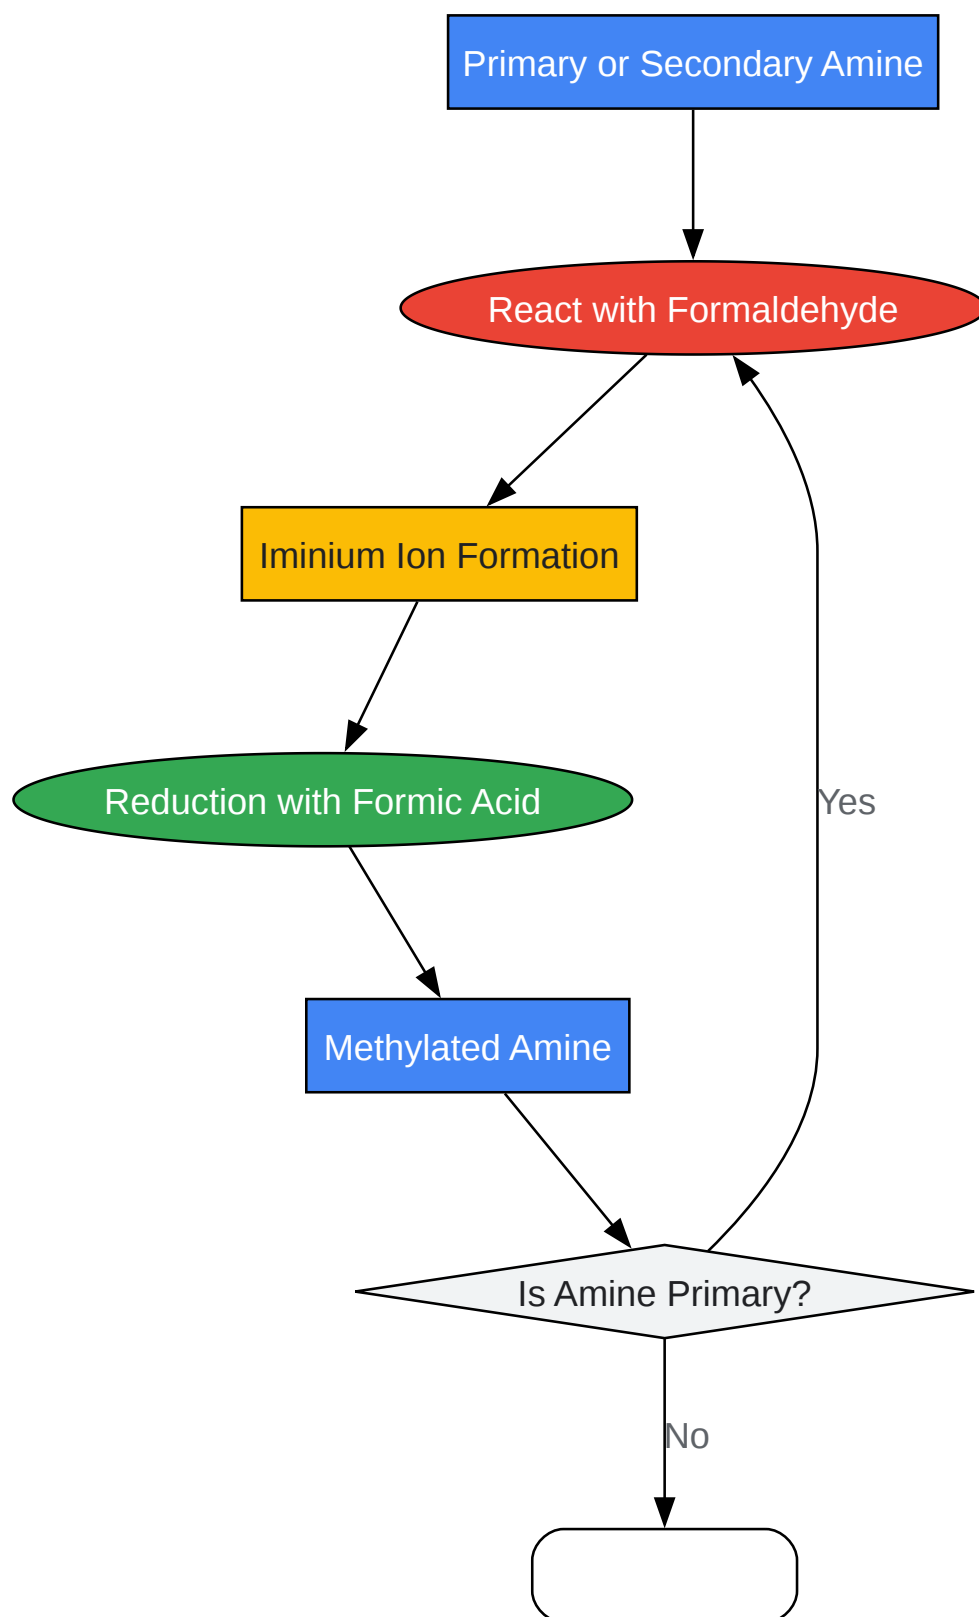 Primary or Secondary Amine
React with Formaldehyde
Iminium Ion Formation
Reduction with Formic Acid
Yes
Methylated Amine
Is Amine Primary?
No